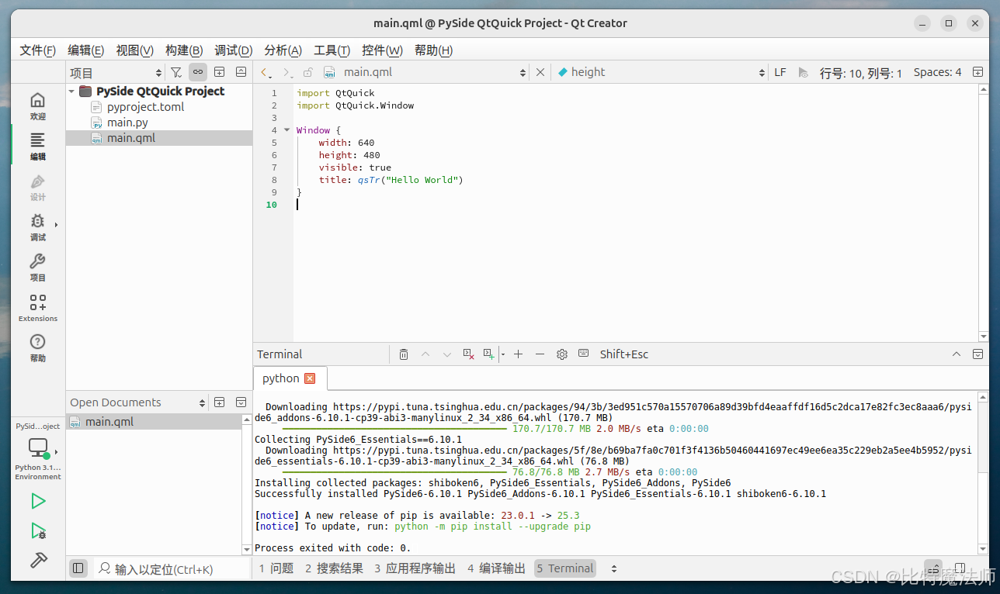 main.qml @ PySide QtQuick Project - Qt Creator
文件(F) 编辑(E) 视图(V) 构建(B) 调试(D) 分析(A) 工具(T) 控件(W) 帮助(H)
项目
main.qml
height
LF
行号: 10, 列号: 1
Spaces: 4
欢迎
编辑
设计
调试
项目
Extensions
帮助
PySide QtQuick Project
pyproject.toml
main.py
main.qml
1 import QtQuick
2 import QtQuick.Window
3
4 Window {
5 width: 640
6 height: 480
7 visible: true
8 title: qsTr("Hello World")
9 }
10
Open Documents
main.qml
PySid...oject
Python 3.1...
Environment
Terminal
Shift+Esc
python
Downloading https://pypi.tuna.tsinghua.edu.cn/packages/94/3b/3ed951c570a15570706a89d39bfd4eaaffdf16d5c2dca17e82fc3ec8aaa6/pysi
de6_addons-6.10.1-cp39-abi3-manylinux_2_34_x86_64.whl (170.7 MB)
170.7/170.7 MB 2.0 MB/s eta 0:00:00
Collecting PySide6_Essentials==6.10.1
Downloading https://pypi.tuna.tsinghua.edu.cn/packages/5f/8e/b69ba7fa0c701f3f4136b50460441697ec49ee6ea35c229eb2a5ee4b5952/pysi
de6_essentials-6.10.1-cp39-abi3-manylinux_2_34_x86_64.whl (76.8 MB)
76.8/76.8 MB 2.7 MB/s eta 0:00:00
Installing collected packages: shiboken6, PySide6_Essentials, PySide6_Addons, PySide6
Successfully installed PySide6-6.10.1 PySide6_Addons-6.10.1 PySide6_Essentials-6.10.1 shiboken6-6.10.1
[notice] A new release of pip is available: 23.0.1 -> 25.3
[notice] To update, run: python -m pip install --upgrade pip
Process exited with code: 0.
输入以定位(Ctrl+K)
1 问题 2 搜索结果 3 应用程序输出 4 编译输出 5 Terminal
CSDN @比特魔法师